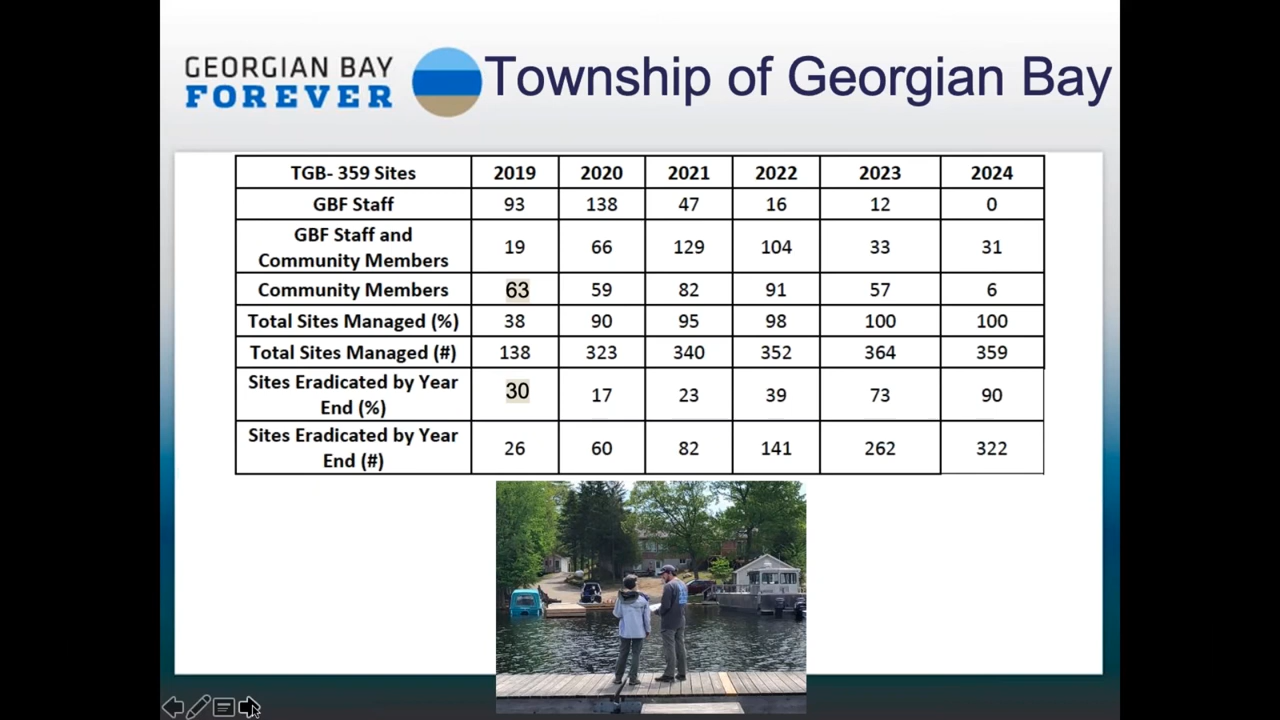 GEORGIAN BAY
FOREVER
Township of Georgian Bay
TGB- 359 Sites 2019 2020 2021 2022 2023 2024
GBF Staff 93 138 47 16 12 0
GBF Staff and
Community Members 19 66 129 104 33 31
Community Members 63 59 82 91 57 6
Total Sites Managed (%) 38 90 95 98 100 100
Total Sites Managed (#) 138 323 340 352 364 359
Sites Eradicated by Year
End (%) 30 17 23 39 73 90
Sites Eradicated by Year
End (#) 26 60 82 141 262 322